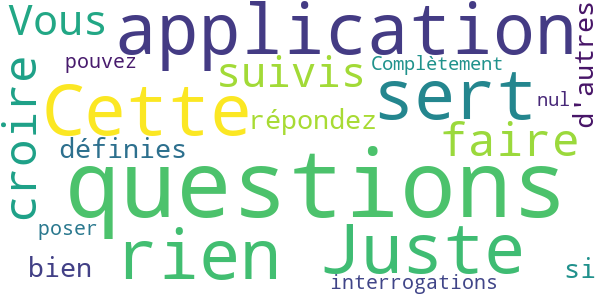 Vous application d'autres
pouvez Complètement
croire Cette suivis sert nul
répondez faire
définies
questions
poser
bien rien Juste si
interrogations